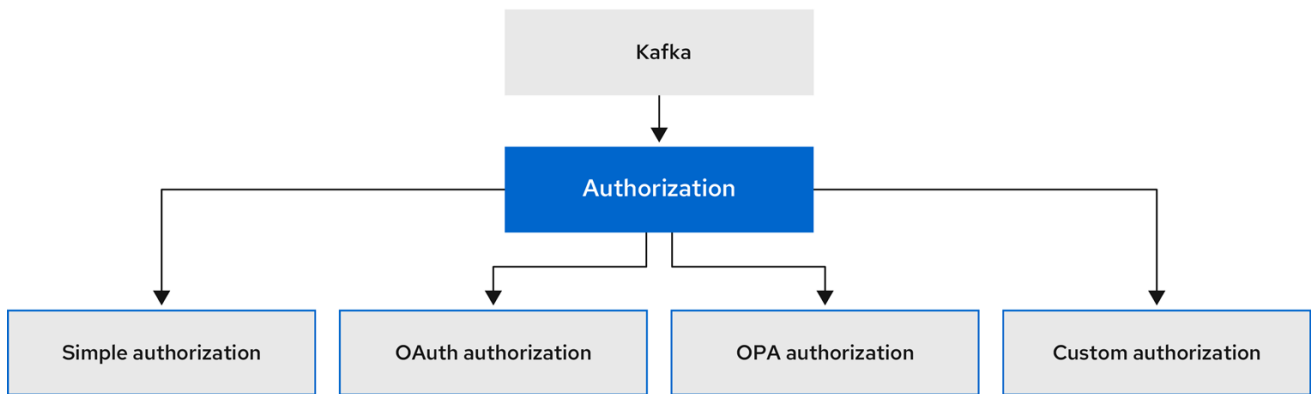 Kafka
Authorization
Simple authorization
OAuth authorization
OPA authorization
Custom authorization